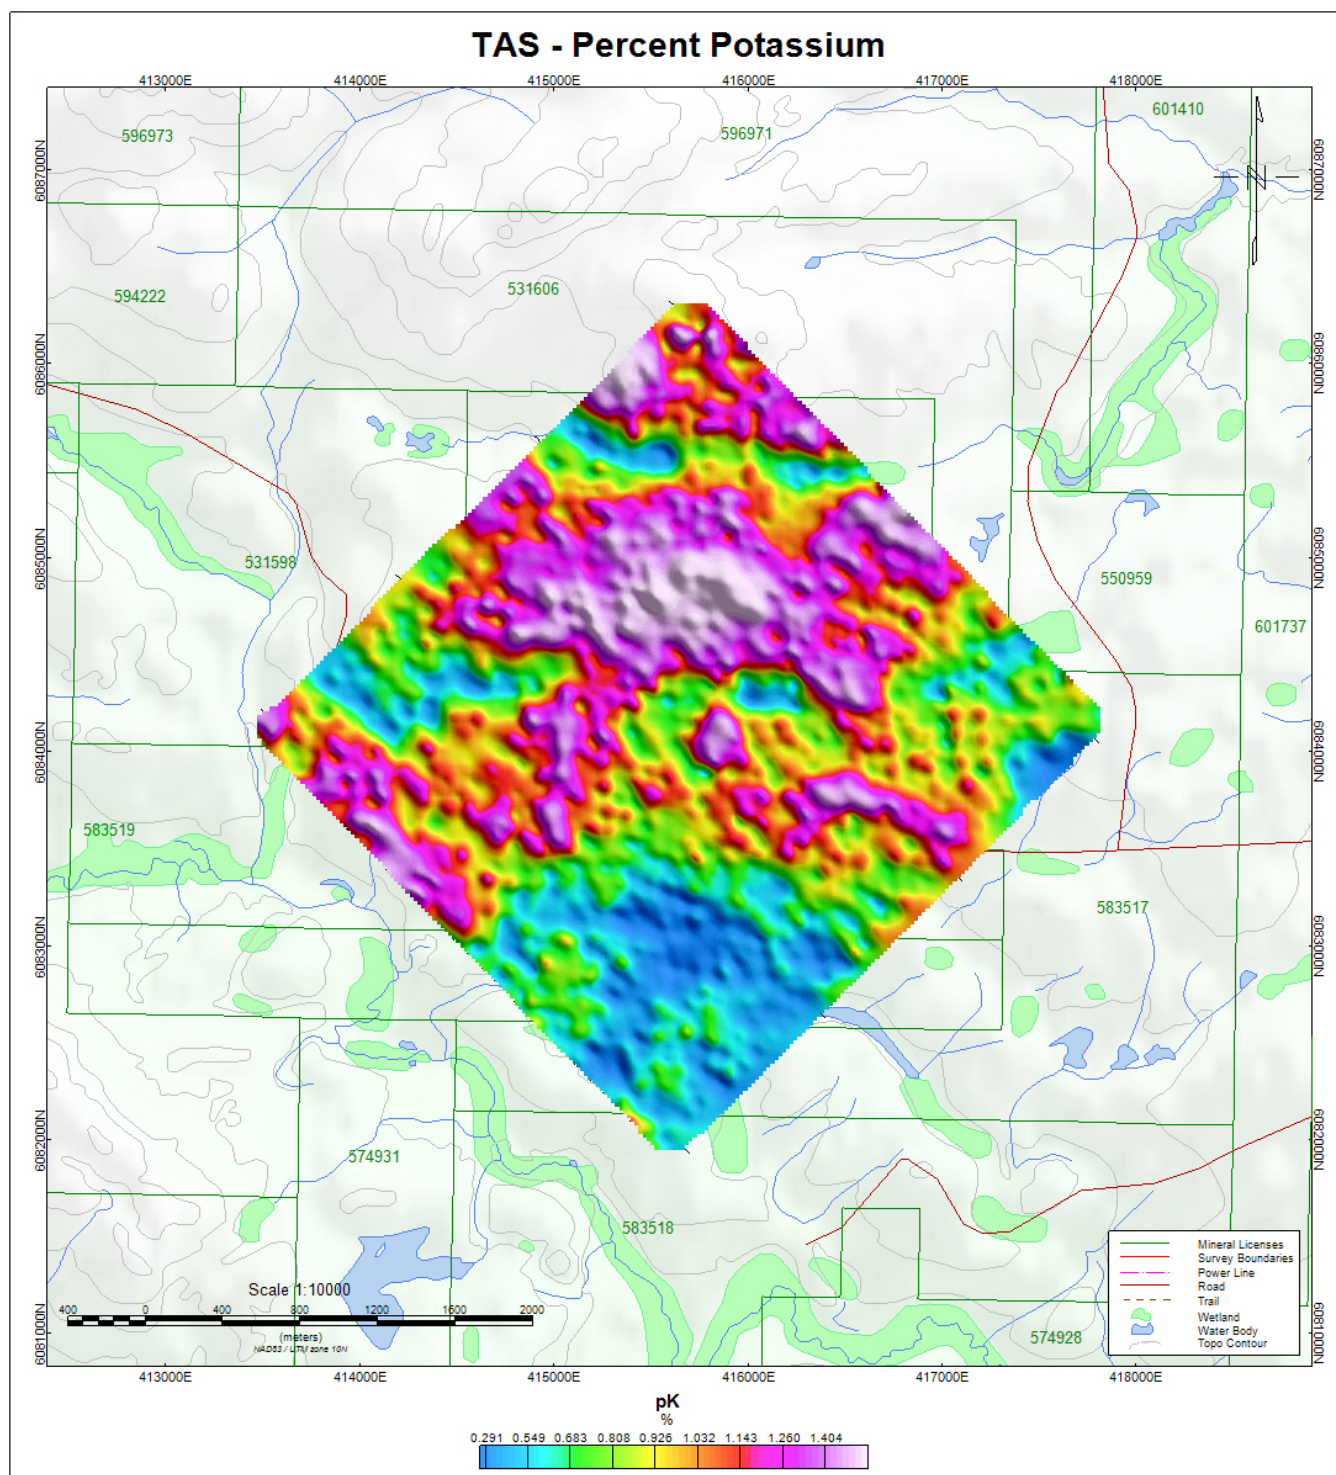 TAS - Percent Potassium
413000E 414000E 415000E 416000E 417000E 418000E
601410
596973
596971
6087000N
6087000N
N
594222
531606
6086000N
6086000N
531598
550959
6085000N
6085000N
601737
6084000N
6084000N
583519
583517
6083000N
6083000N
574931
6082000N
6082000N
583518
Mineral Licenses
Survey Boundaries
Power Line
Road
Trail
Wetland
Water Body
Topo Contour
Scale 1:10000
400 0 400 800 1200 1600 2000
(meters)
NAD83 / UTM zone 10N
574928
6081000N
6081000N
413000E 414000E 415000E 416000E 417000E 418000E
pK
%
0.291 0.549 0.683 0.808 0.926 1.032 1.143 1.260 1.404